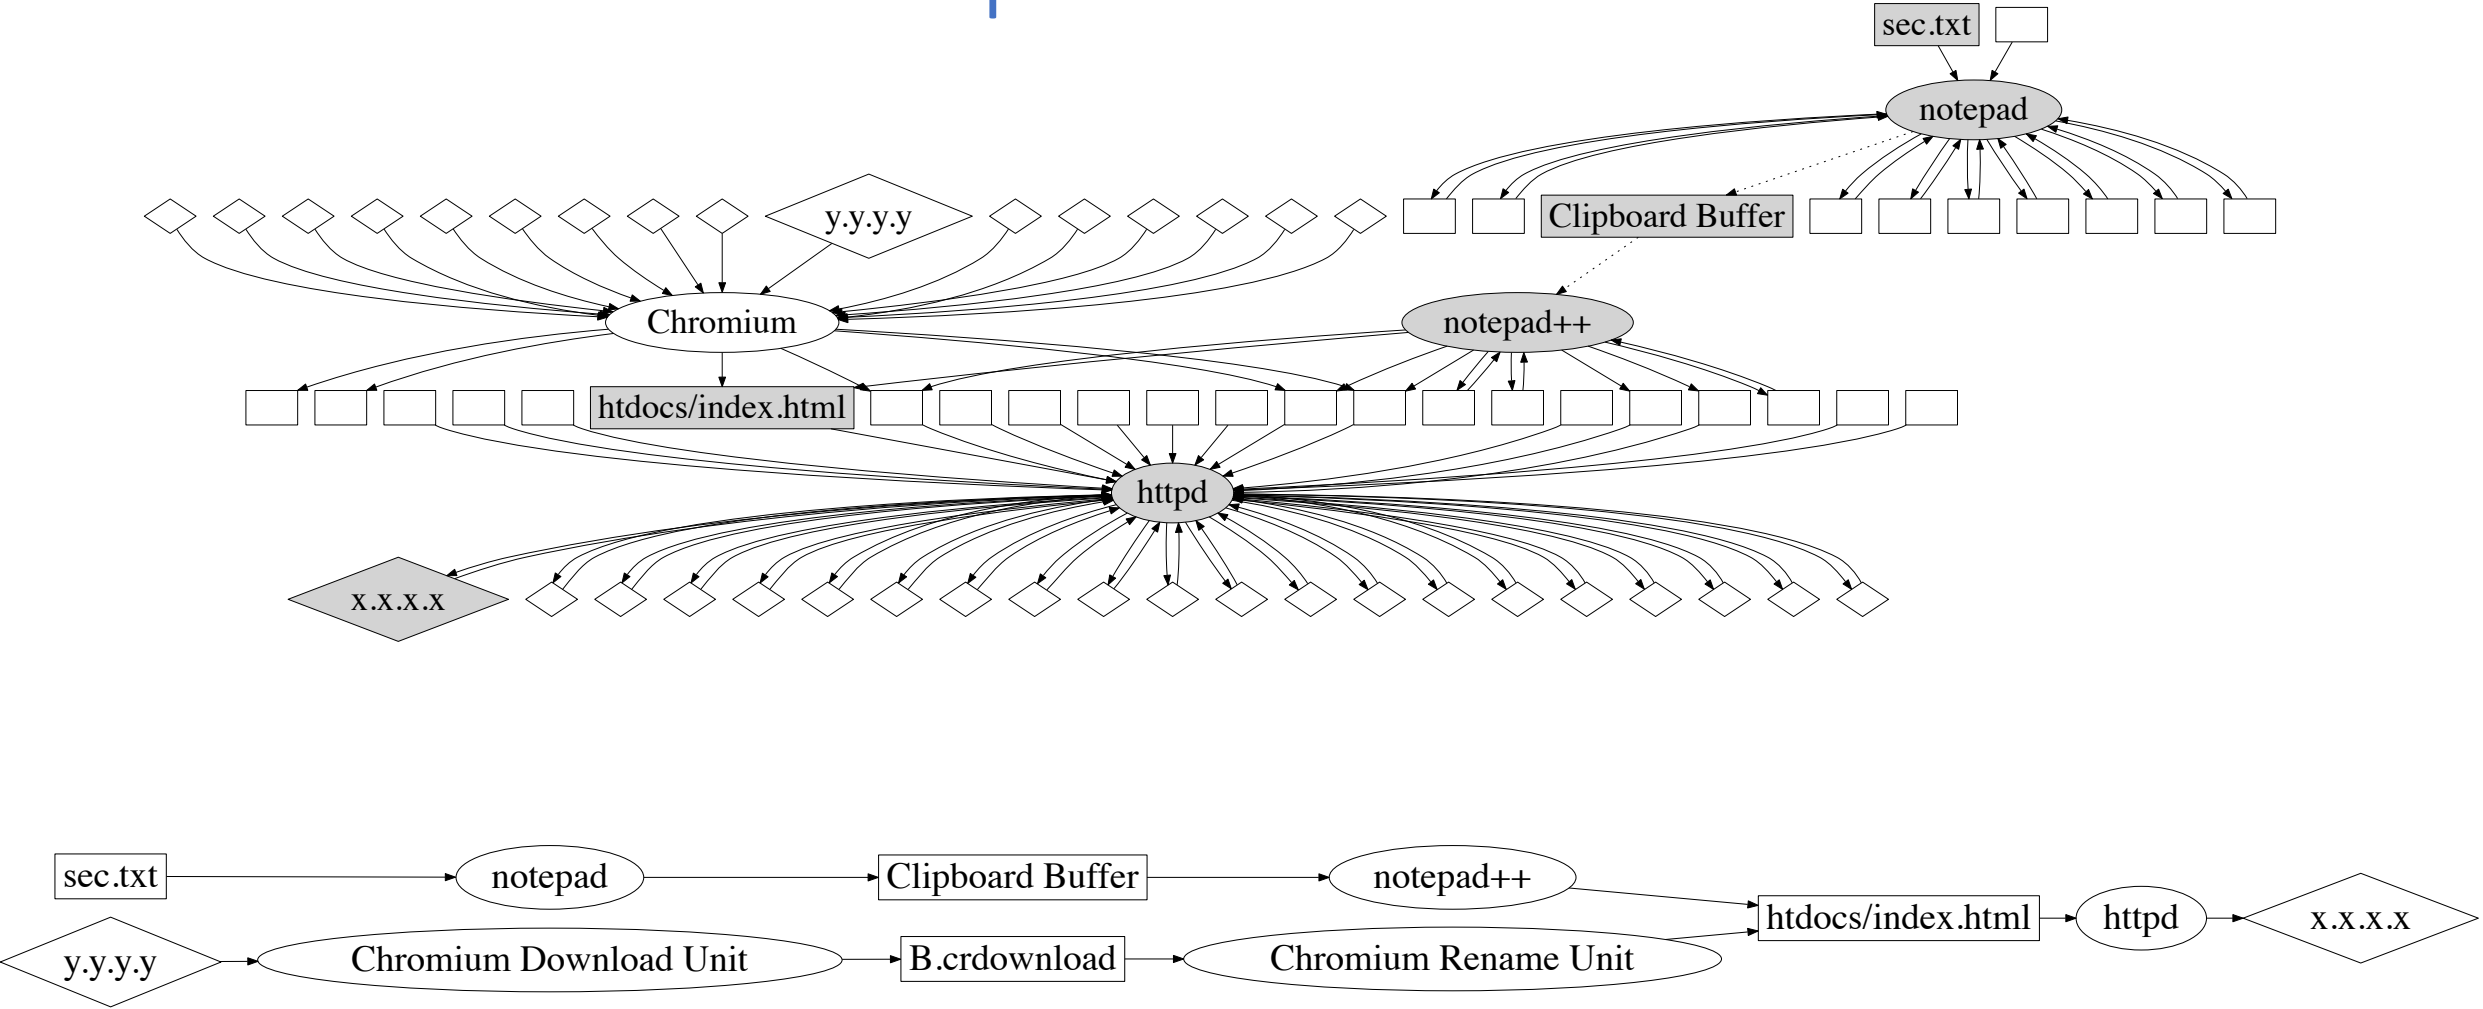 sec.txt
notepad
y.y.y.y
Clipboard Buffer
Chromium
notepad++
htdocs/index.html
httpd
x.x.x.x
sec.txt
notepad
Clipboard Buffer
notepad++
htdocs/index.html
httpd
x.x.x.x
y.y.y.y
Chromium Download Unit
B.crdownload
Chromium Rename Unit